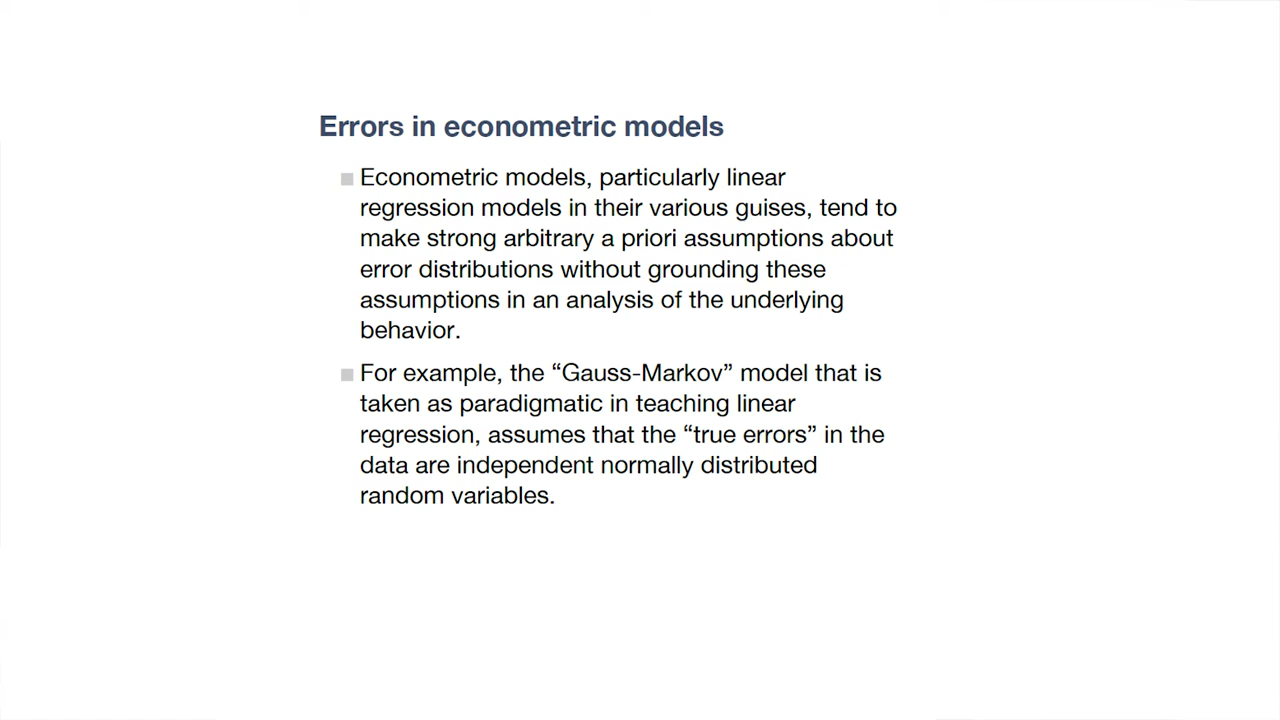 Errors in econometric models
Econometric models, particularly linear
regression models in their various guises, tend to
make strong arbitrary a priori assumptions about
error distributions without grounding these
assumptions in an analysis of the underlying
behavior.
For example, the “Gauss-Markov” model that is
taken as paradigmatic in teaching linear
regression, assumes that the “true errors” in the
data are independent normally distributed
random variables.